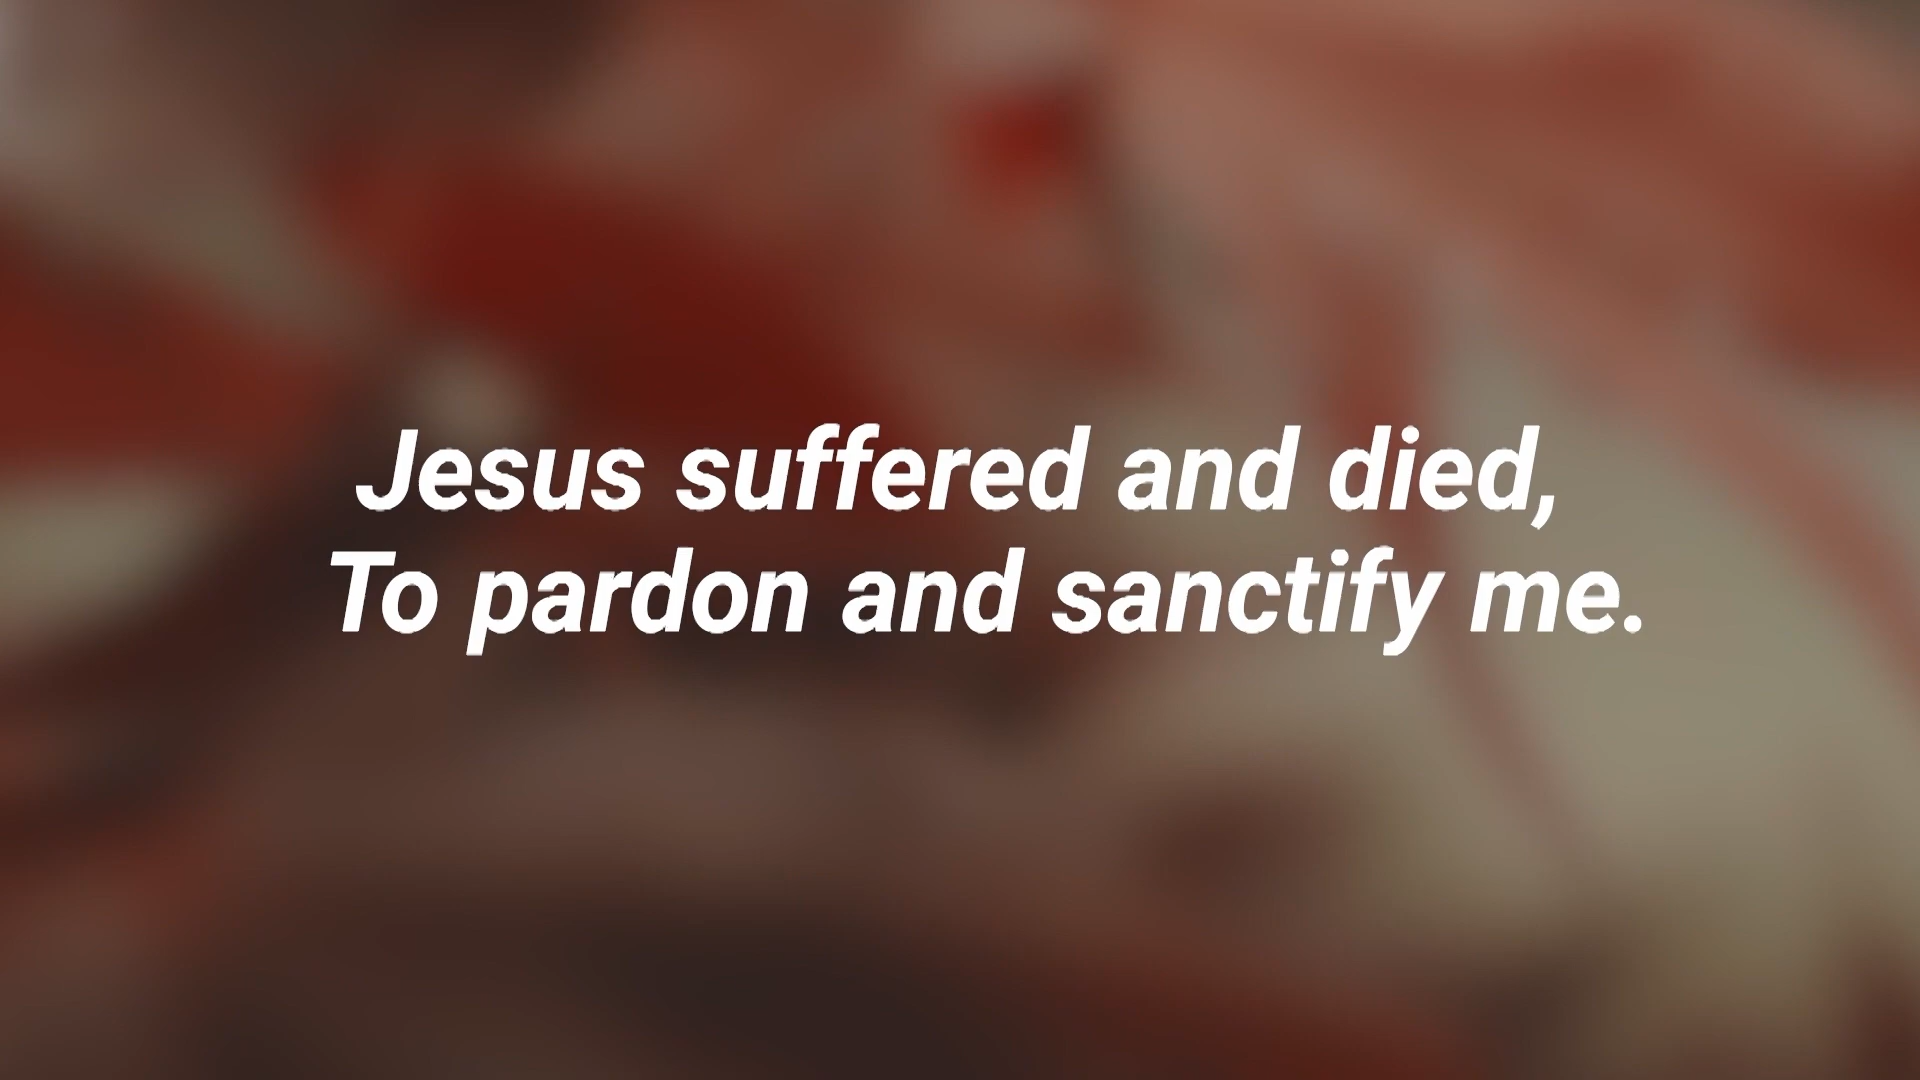 Jesus suffered and died,
To pardon and sanctify me.